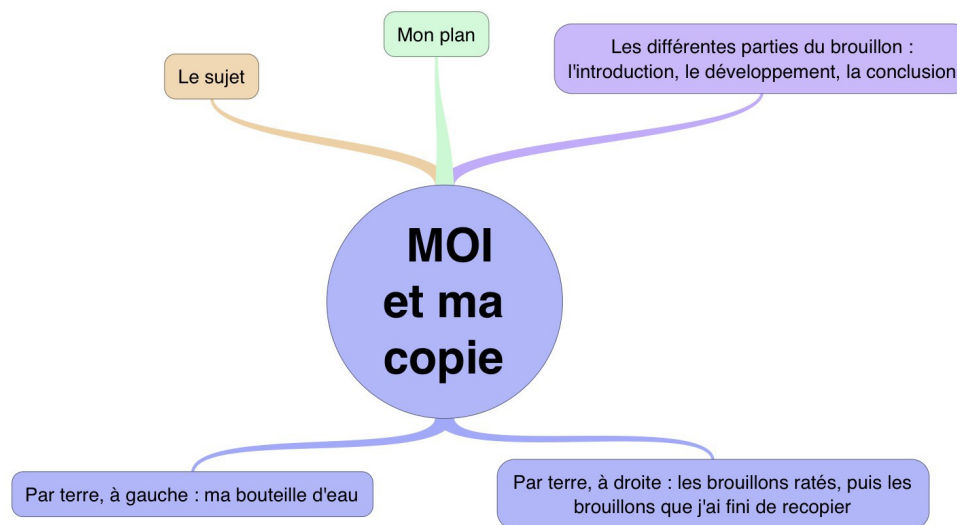 Mon plan
Le sujet
Les différentes parties du brouillon :
l'introduction, le développement, la conclusion
MOI
et ma
copie
Par terre, à gauche : ma bouteille d'eau
Par terre, à droite : les brouillons ratés, puis les
brouillons que j'ai fini de recopier